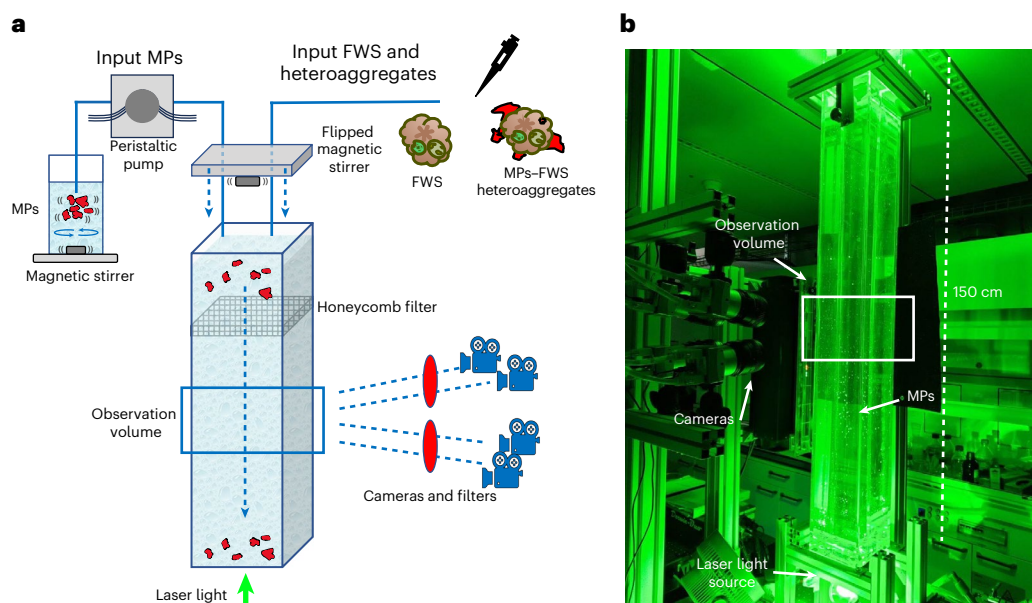 a
Input MPs
Peristaltic
pump
MPs
Magnetic stirrer
Input FWS and
heteroaggregates
Flipped
magnetic
stirrer
FWS
MPs–FWS
heteroaggregates
Honeycomb filter
Observation
volume
Cameras and filters
Laser light
b
Observation
volume
150 cm
MPs
Cameras
Laser light
source